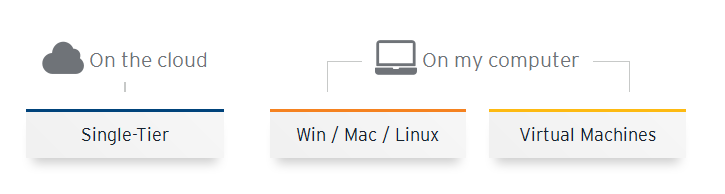 On the cloud
On my computer
Single-Tier
Win / Mac / Linux
Virtual Machines